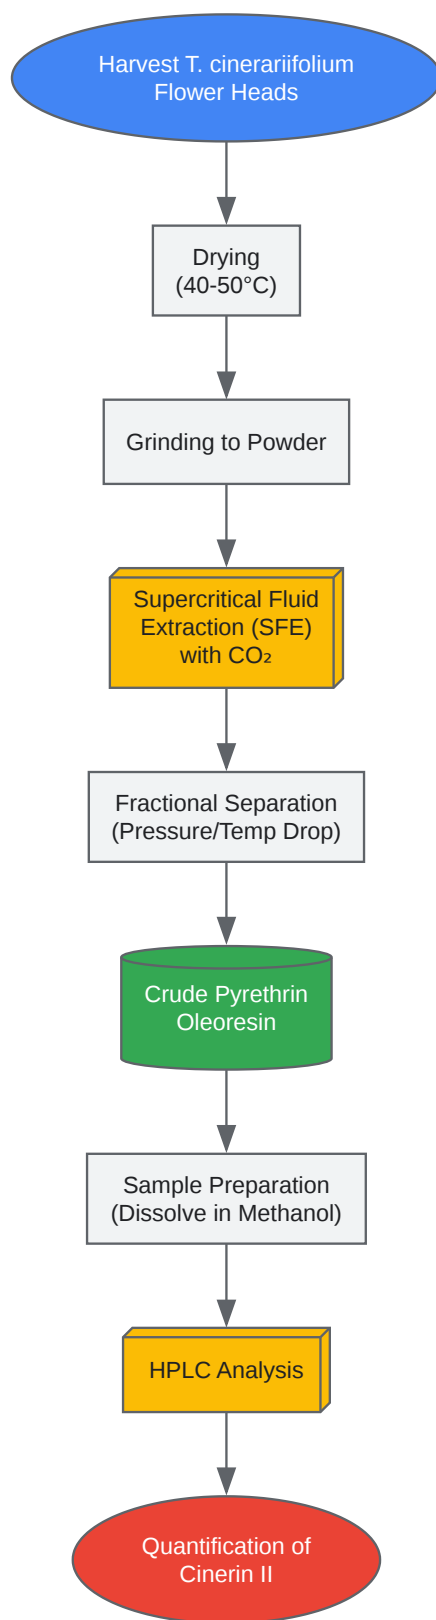 Harvest T. cinerariifolium
Flower Heads
Drying
(40-50°C)
Grinding to Powder
Supercritical Fluid
Extraction (SFE)
with CO₂
Fractional Separation
(Pressure/Temp Drop)
Crude Pyrethrin
Oleoresin
Sample Preparation
(Dissolve in Methanol)
HPLC Analysis
Quantification of
Cinerin II